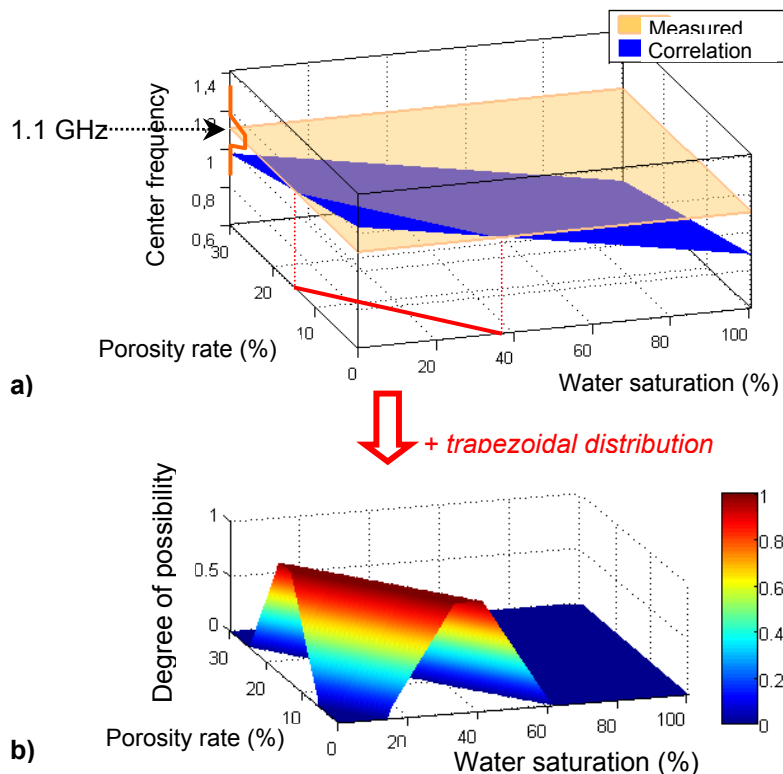 Measured
Correlation
1.4
1.2
1
0.8
0.6
Center frequency
1.1 GHz
30
20
10
0
Porosity rate (%)
20
40
60
80
100
Water saturation (%)
a)
+ trapezoidal distribution
Degree of possibility
1
0.5
0
30
20
10
0
Porosity rate (%)
20
40
60
80
100
Water saturation (%)
1
0.8
0.6
0.4
0.2
0
b)